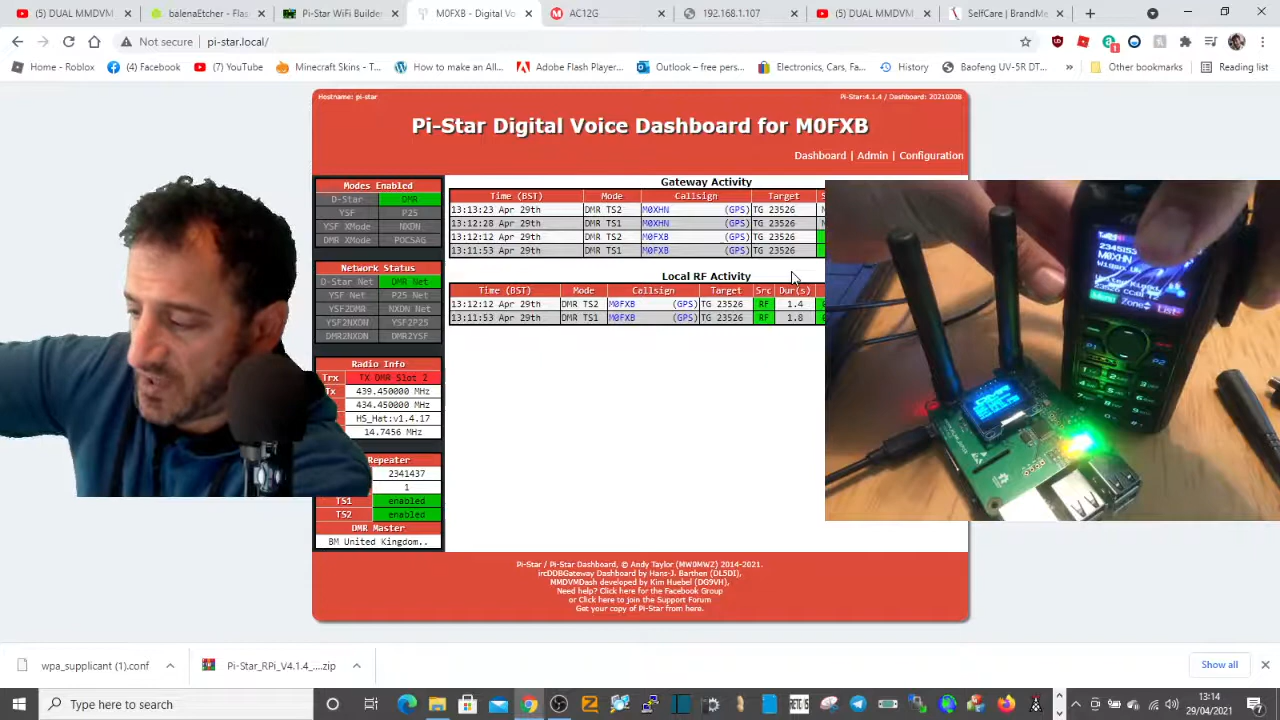 (5) DUAL MMDVM
balenaEtcher - Flas
Pi-Star WiFi Builde
M0FXB - Digital Vo
AC12G
192.168.1.107
(5) DUAL MMDVM
SelfCare | BrandMe
Not secure
pi-star.local/
Home - Roblox
(4) Facebook
(7) YouTube
Minecraft Skins - T...
How to make an All...
Adobe Flash Player...
Outlook – free pers...
Electronics, Cars, Fa...
History
Baofeng UV-5R DT...
Other bookmarks
Reading list
Hostname: pi-star
Pi-Star:4.1.4 / Dashboard: 20210208
Pi-Star Digital Voice Dashboard for M0FXB
Dashboard | Admin | Configuration
Modes Enabled
D-Star DMR
YSF P25
YSF XMode NXDN
DMR XMode POCSAG
Network Status
D-Star Net DMR Net
YSF Net P25 Net
YSF2DMR NXDN Net
YSF2NXDN YSF2P25
DMR2NXDN DMR2YSF
Radio Info
Trx TX DMR Slot 2
Tx 439.450000 MHz
434.450000 MHz
HS_Hat:v1.4.17
14.7456 MHz
Repeater
2341437
1
TS1 enabled
TS2 enabled
DMR Master
BM United Kingdom..
Gateway Activity
Time (BST) Mode Callsign Target
13:13:23 Apr 29th DMR TS2 M0XHN (GPS) TG 23526
13:12:28 Apr 29th DMR TS1 M0XHN (GPS) TG 23526
13:12:12 Apr 29th DMR TS2 M0FXB (GPS) TG 23526
13:11:53 Apr 29th DMR TS1 M0FXB (GPS) TG 23526
Local RF Activity
Time (BST) Mode Callsign Target Src Dur(s)
13:12:12 Apr 29th DMR TS2 M0FXB (GPS) TG 23526 RF 1.4
13:11:53 Apr 29th DMR TS1 M0FXB (GPS) TG 23526 RF 1.8
M0XHN
List
Pi-Star / Pi-Star Dashboard, © Andy Taylor (MW0MWZ) 2014-2021.
ircDDBGateway Dashboard by Hans-J. Barthen (DL5DI),
MMDVMDash developed by Kim Huebel (DG9VH),
Need help? Click here for the Facebook Group
or Click here to join the Support Forum
Get your copy of Pi-Star from here.
wpa_supplicant (1).conf
Pi-Star_RPi_V4.1.4_....zip
Show all
Type here to search
13:14
29/04/2021